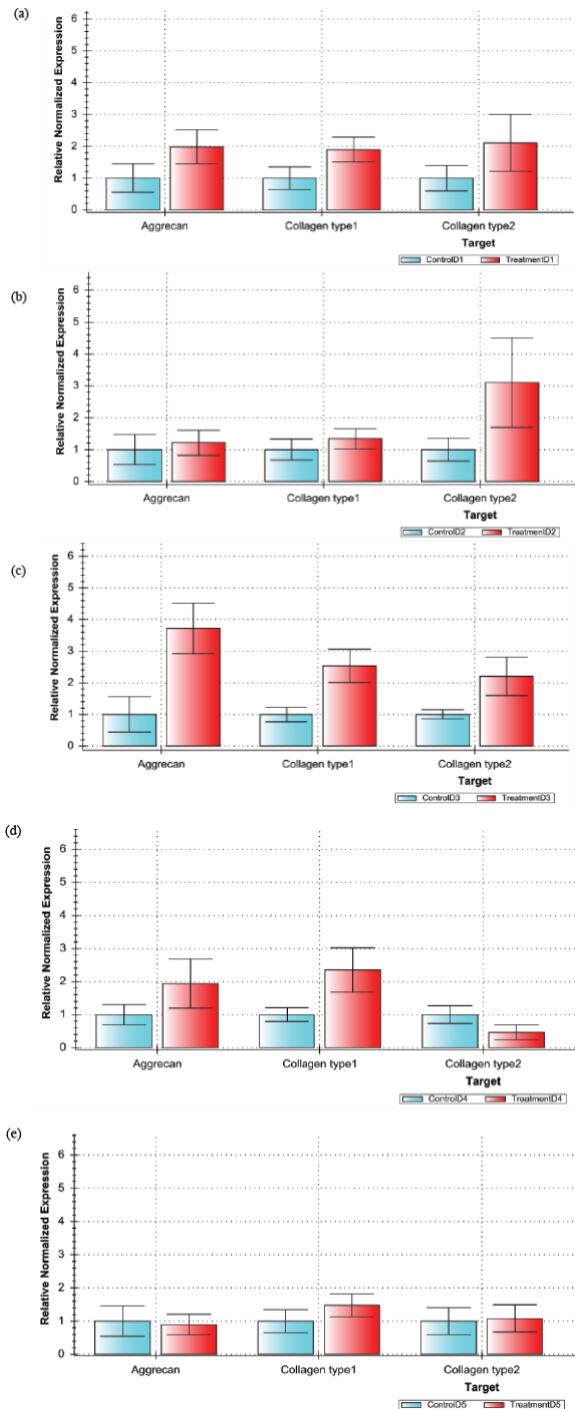 (a)
Relative Normalized Expression
6
5
4
3
2
1
0
Aggrecan Collagen type1 Collagen type2
Target
ControlD1 TreatmentD1
(b)
Relative Normalized Expression
6
5
4
3
2
1
0
Aggrecan Collagen type1 Collagen type2
Target
ControlD2 TreatmentD2
(c)
Relative Normalized Expression
6
5
4
3
2
1
0
Aggrecan Collagen type1 Collagen type2
Target
ControlD3 TreatmentD3
(d)
Relative Normalized Expression
6
5
4
3
2
1
0
Aggrecan Collagen type1 Collagen type2
Target
ControlD4 TreatmentD4
(e)
Relative Normalized Expression
6
5
4
3
2
1
0
Aggrecan Collagen type1 Collagen type2
Target
ControlD5 TreatmentD5